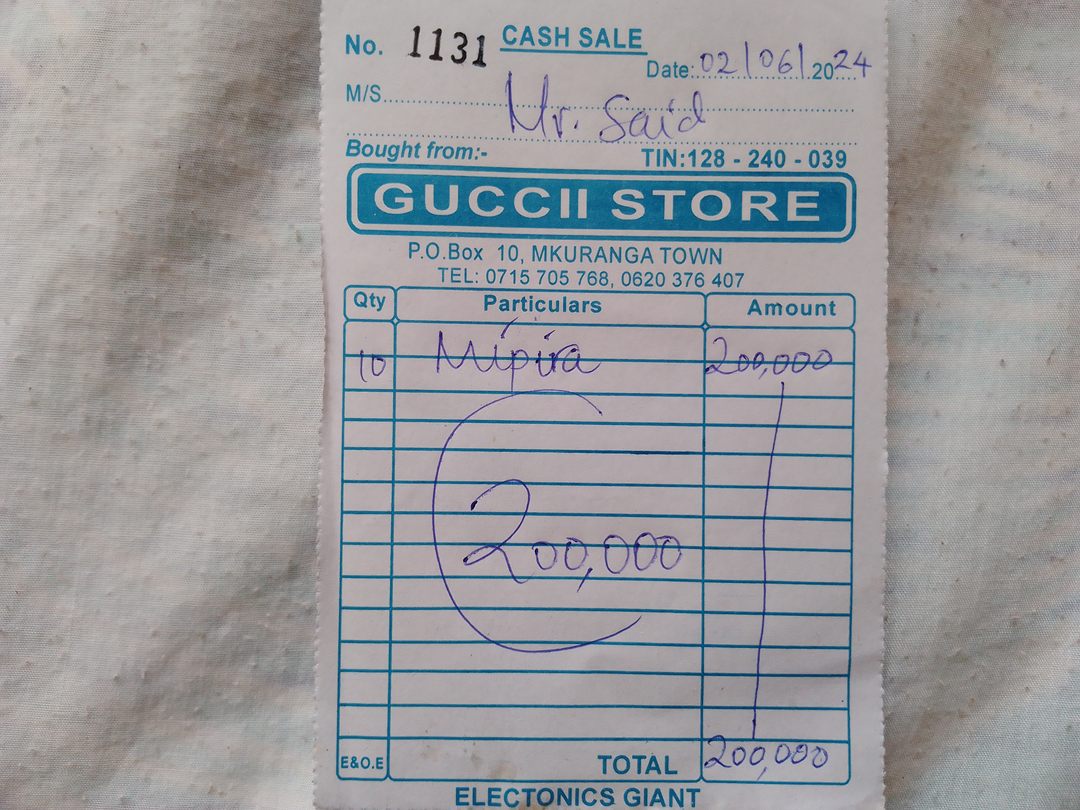 No. 1131 CASH SALE
Date: 02/06/2024
M/S Mr. Said
Bought from:- TIN:128 - 240 - 039
GUCCII STORE
P.O.Box 10, MKURANGA TOWN
TEL: 0715 705 768, 0620 376 407
Qty Particulars Amount
10 Mipira 200,000
200,000
E&O.E TOTAL 200,000
ELECTONICS GIANT